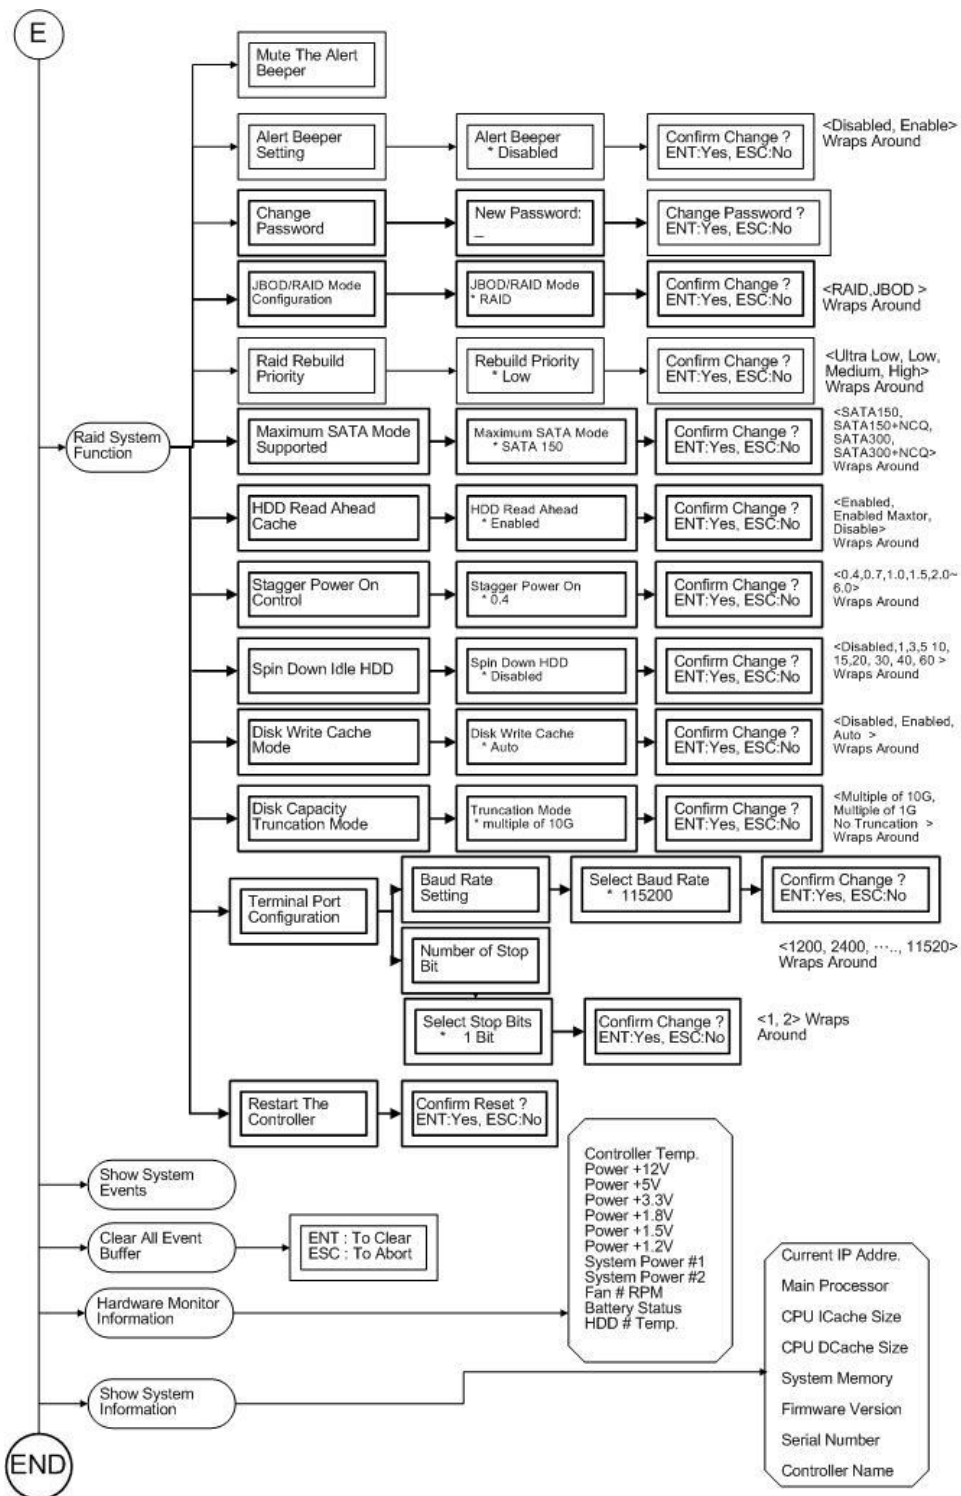 E
Mute The Alert
Beeper
Alert Beeper
Setting
Alert Beeper
* Disabled
Confirm Change ?
ENT:Yes, ESC:No
<Disabled, Enable>
Wraps Around
Change
Password
New Password:
_
Change Password ?
ENT:Yes, ESC:No
JBOD/RAID Mode
Configuration
JBOD/RAID Mode
* RAID
Confirm Change ?
ENT:Yes, ESC:No
<RAID,JBOD >
Wraps Around
Raid Rebuild
Priority
Rebuild Priority
* Low
Confirm Change ?
ENT:Yes, ESC:No
<Ultra Low, Low,
Medium, High>
Wraps Around
Raid System
Function
Maximum SATA Mode
Supported
Maximum SATA Mode
* SATA 150
Confirm Change ?
ENT:Yes, ESC:No
<SATA150,
SATA150+NCQ,
SATA300,
SATA300+NCQ>
Wraps Around
HDD Read Ahead
Cache
HDD Read Ahead
* Enabled
Confirm Change ?
ENT:Yes, ESC:No
<Enabled,
Enabled Maxtor,
Disable>
Wraps Around
Stagger Power On
Control
Stagger Power On
* 0.4
Confirm Change ?
ENT:Yes, ESC:No
<0.4,0.7,1.0,1.5,2.0~
6.0>
Wraps Around
Spin Down Idle HDD
Spin Down HDD
* Disabled
Confirm Change ?
ENT:Yes, ESC:No
<Disabled,1,3,5 10,
15,20, 30, 40, 60 >
Wraps Around
Disk Write Cache
Mode
Disk Write Cache
* Auto
Confirm Change ?
ENT:Yes, ESC:No
<Disabled, Enabled,
Auto >
Wraps Around
Disk Capacity
Truncation Mode
Truncation Mode
* multiple of 10G
Confirm Change ?
ENT:Yes, ESC:No
<Multiple of 10G,
Multiple of 1G
No Truncation >
Wraps Around
Terminal Port
Configuration
Baud Rate
Setting
Select Baud Rate
* 115200
Confirm Change ?
ENT:Yes, ESC:No
<1200, 2400, ….., 11520>
Wraps Around
Number of Stop
Bit
Select Stop Bits
* 1 Bit
Confirm Change ?
ENT:Yes, ESC:No
<1, 2> Wraps
Around
Restart The
Controller
Confirm Reset ?
ENT:Yes, ESC:No
Show System
Events
Clear All Event
Buffer
ENT : To Clear
ESC : To Abort
Hardware Monitor
Information
Controller Temp.
Power +12V
Power +5V
Power +3.3V
Power +1.8V
Power +1.5V
Power +1.2V
System Power #1
System Power #2
Fan # RPM
Battery Status
HDD # Temp.
Show System
Information
Current IP Addre.
Main Processor
CPU ICache Size
CPU DCache Size
System Memory
Firmware Version
Serial Number
Controller Name
END